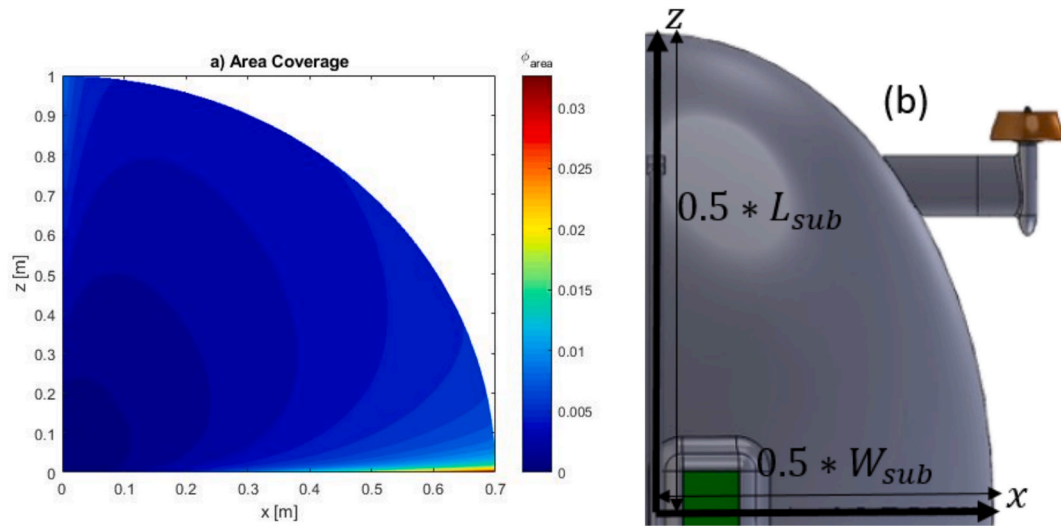 a) Area Coverage
ϕarea
1
0.9
0.8
0.7
0.6
0.5
0.4
0.3
0.2
0.1
0
z [m]
0 0.1 0.2 0.3 0.4 0.5 0.6 0.7
x [m]
0.03
0.025
0.02
0.015
0.01
0.005
0
z
(b)
0.5 * Lsub
0.5 * Wsub
x